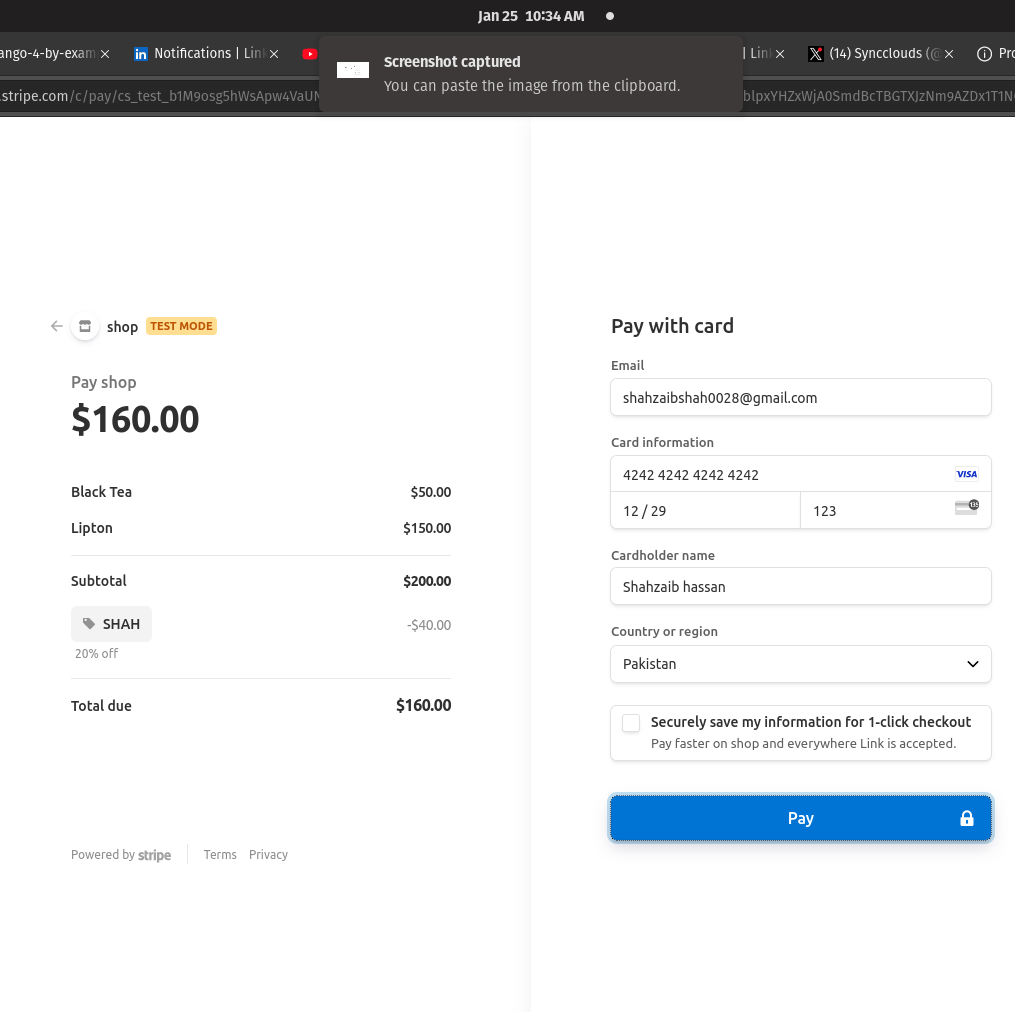 Jan 25 10:34 AM
ango-4-by-exam
Notifications | Link
| Link
(14) Syncclouds (@
Pro
Screenshot captured
You can paste the image from the clipboard.
.stripe.com/c/pay/cs_test_b1M9osg5hWsApw4VaUN
blpxYHZxWjA0SmdBcTBGTXJzNm9AZDx1T1N
shop TEST MODE
Pay shop
$160.00
Black Tea $50.00
Lipton $150.00
Subtotal $200.00
SHAH -$40.00
20% off
Total due $160.00
Powered by stripe Terms Privacy
Pay with card
Email
shahzaibshah0028@gmail.com
Card information
4242 4242 4242 4242 VISA
12 / 29 123
Cardholder name
Shahzaib hassan
Country or region
Pakistan
Securely save my information for 1-click checkout
Pay faster on shop and everywhere Link is accepted.
Pay